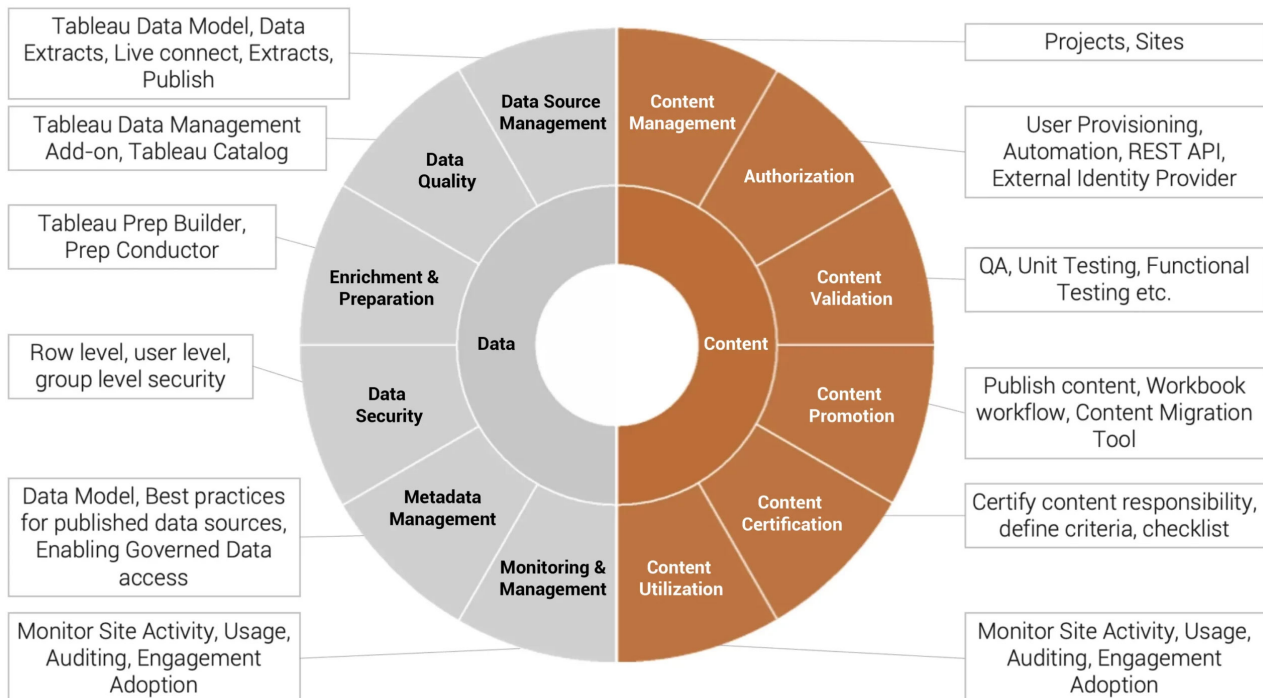 Tableau Data Model, Data
Extracts, Live connect, Extracts,
Publish
Tableau Data Management
Add-on, Tableau Catalog
Tableau Prep Builder,
Prep Conductor
Row level, user level,
group level security
Data Model, Best practices
for published data sources,
Enabling Governed Data
access
Monitor Site Activity, Usage,
Auditing, Engagement
Adoption
Data Source
Management
Data
Quality
Enrichment &
Preparation
Data
Security
Metadata
Management
Monitoring &
Management
Data
Content
Content
Management
Authorization
Content
Validation
Content
Promotion
Content
Certification
Content
Utilization
Projects, Sites
User Provisioning,
Automation, REST API,
External Identity Provider
QA, Unit Testing, Functional
Testing etc.
Publish content, Workbook
workflow, Content Migration
Tool
Certify content responsibility,
define criteria, checklist
Monitor Site Activity, Usage,
Auditing, Engagement
Adoption